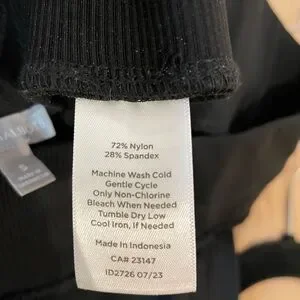 72% Nylon
28% Spandex
Machine Wash Cold
Gentle Cycle
Only Non-Chlorine
Bleach When Needed
Tumble Dry Low
Cool Iron, If Needed
Made In Indonesia
CA# 23147
ID2726 07/23
S